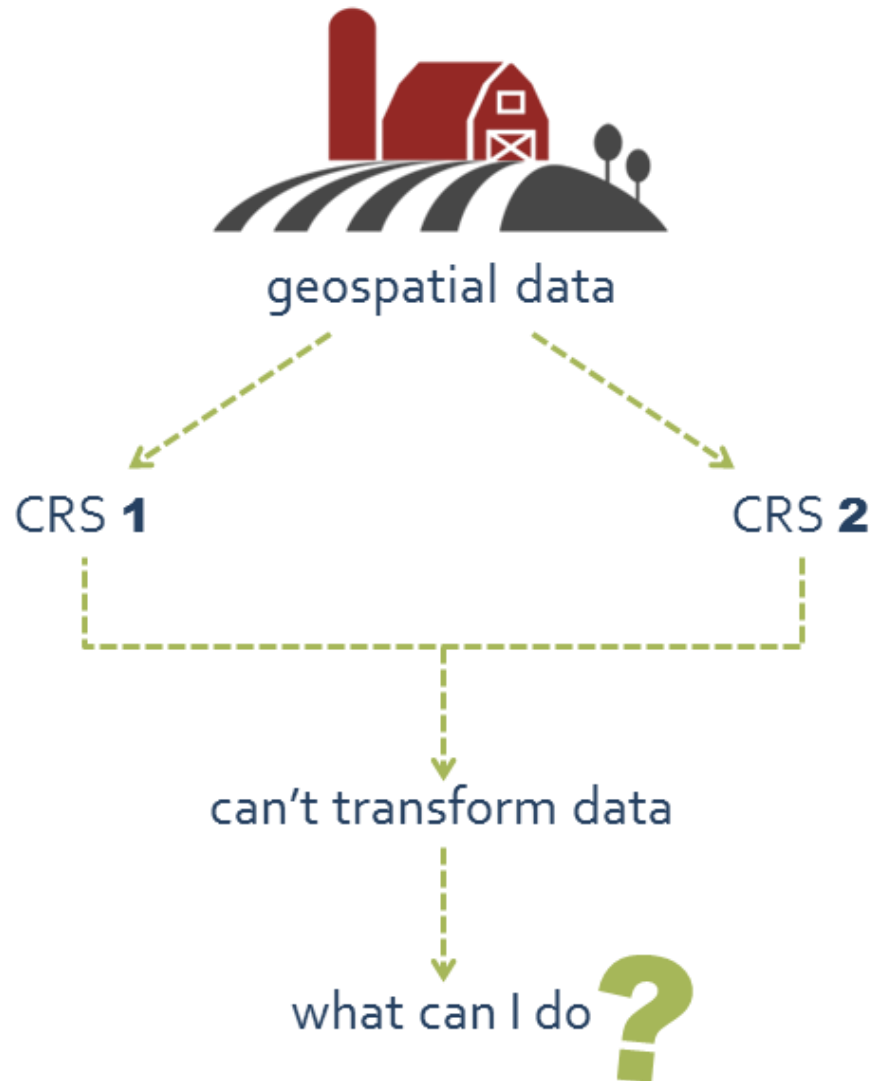 geospatial data
CRS 1
CRS 2
can't transform data
what can I do?